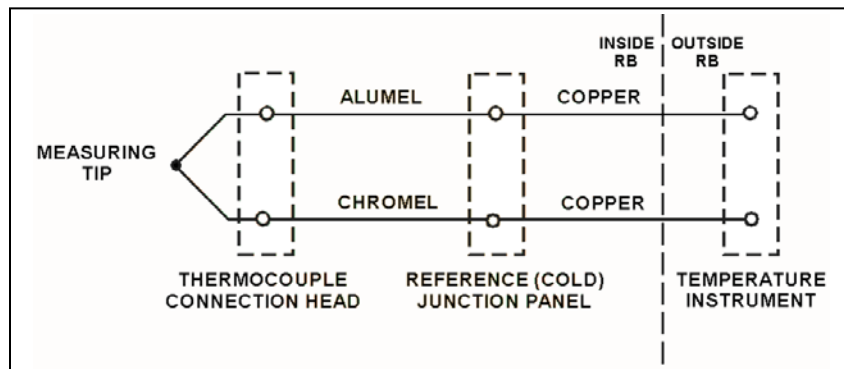 INSIDE RB
OUTSIDE RB
ALUMEL
COPPER
MEASURING TIP
CHROMEL
COPPER
THERMOCOUPLE CONNECTION HEAD
REFERENCE (COLD) JUNCTION PANEL
TEMPERATURE INSTRUMENT